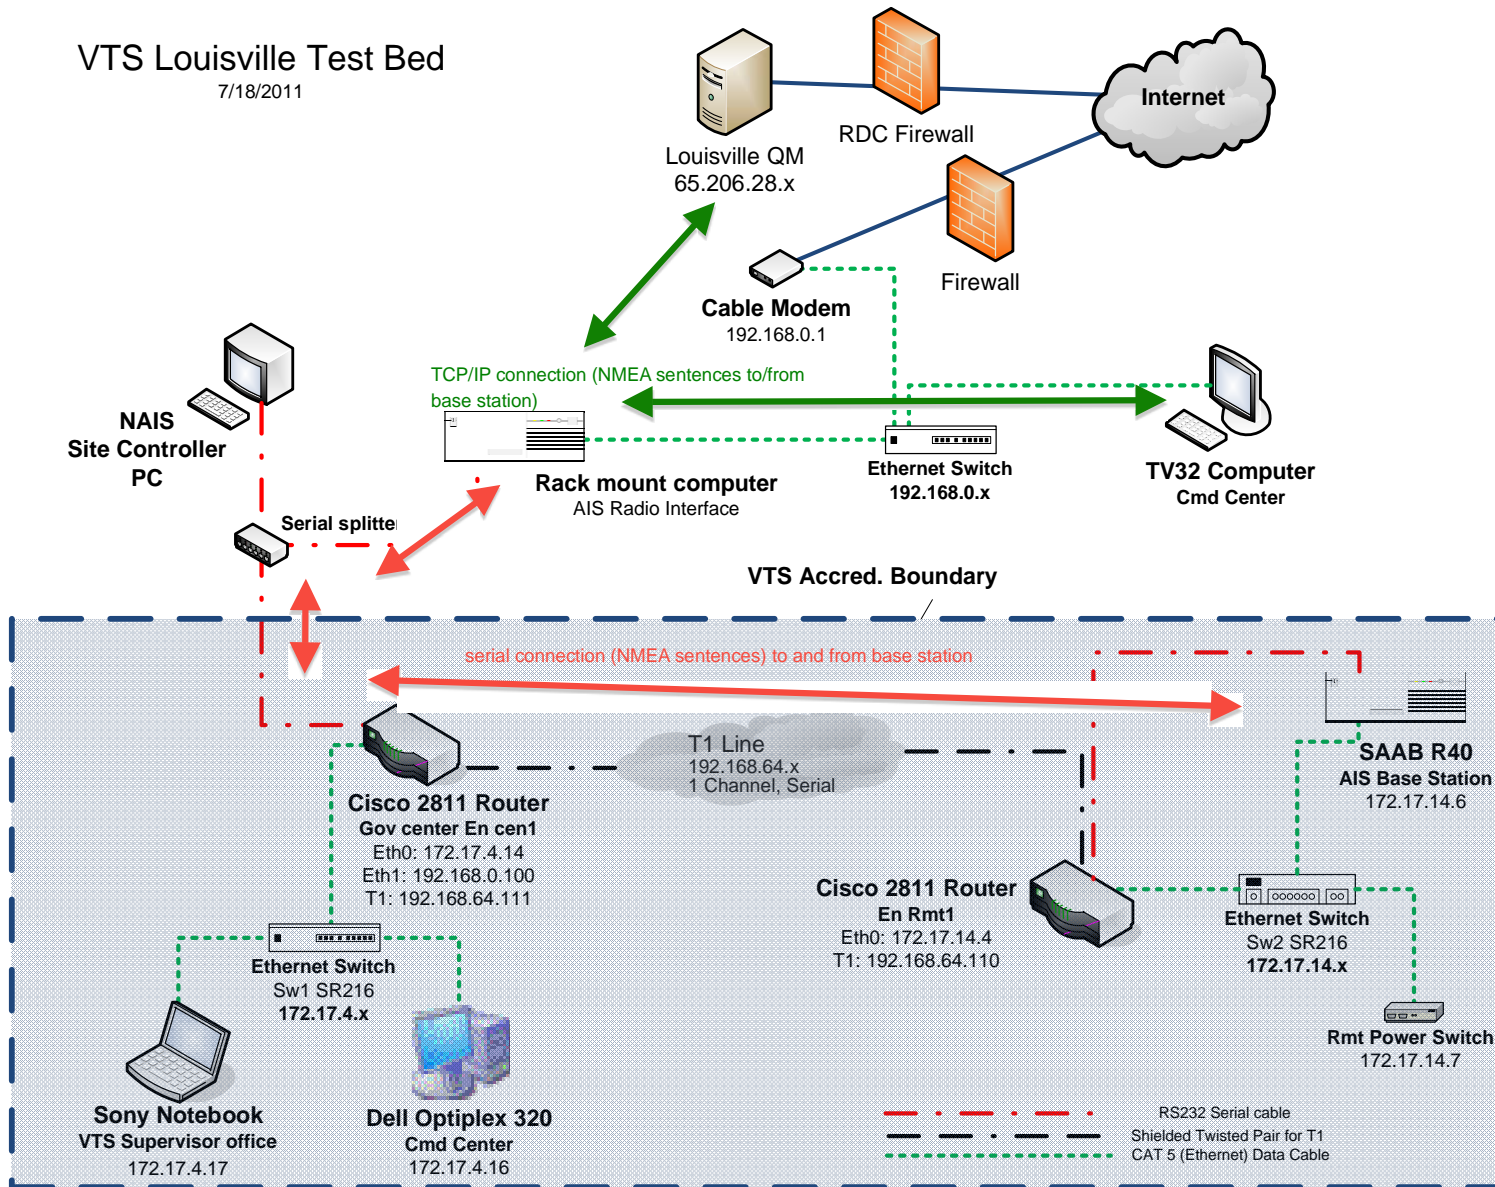 VTS Louisville Test Bed
7/18/2011
Internet
RDC Firewall
Louisville QM
65.206.28.x
Firewall
Cable Modem
192.168.0.1
TCP/IP connection (NMEA sentences to/from
base station)
NAIS
Site Controller
PC
Rack mount computer
AIS Radio Interface
Ethernet Switch
192.168.0.x
TV32 Computer
Cmd Center
Serial splitte
VTS Accred. Boundary
serial connection (NMEA sentences) to and from base station
T1 Line
192.168.64.x
1 Channel, Serial
SAAB R40
AIS Base Station
172.17.14.6
Cisco 2811 Router
Gov center En cen1
Eth0: 172.17.4.14
Eth1: 192.168.0.100
T1: 192.168.64.111
Cisco 2811 Router
En Rmt1
Eth0: 172.17.14.4
T1: 192.168.64.110
Ethernet Switch
Sw2 SR216
172.17.14.x
Ethernet Switch
Sw1 SR216
172.17.4.x
Rmt Power Switch
172.17.14.7
Sony Notebook
VTS Supervisor office
172.17.4.17
Dell Optiplex 320
Cmd Center
172.17.4.16
RS232 Serial cable
Shielded Twisted Pair for T1
CAT 5 (Ethernet) Data Cable